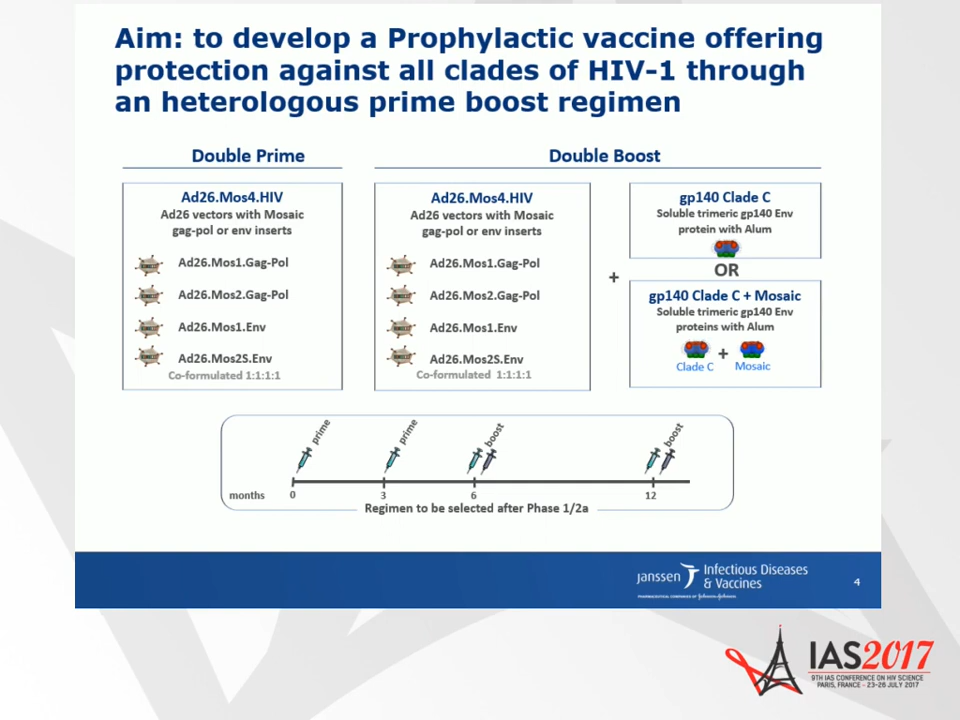 Aim: to develop a Prophylactic vaccine offering
protection against all clades of HIV-1 through
an heterologous prime boost regimen
Double Prime
Double Boost
Ad26.Mos4.HIV
Ad26 vectors with Mosaic
gag-pol or env inserts
Ad26.Mos1.Gag-Pol
Ad26.Mos2.Gag-Pol
Ad26.Mos1.Env
Ad26.Mos2S.Env
Co-formulated 1:1:1:1
Ad26.Mos4.HIV
Ad26 vectors with Mosaic
gag-pol or env inserts
Ad26.Mos1.Gag-Pol
Ad26.Mos2.Gag-Pol
Ad26.Mos1.Env
Ad26.Mos2S.Env
Co-formulated 1:1:1:1
+
gp140 Clade C
Soluble trimeric gp140 Env
protein with Alum
OR
gp140 Clade C + Mosaic
Soluble trimeric gp140 Env
proteins with Alum
+
Clade C Mosaic
prime prime boost boost
months 0 3 6 12
Regimen to be selected after Phase 1/2a
janssen Infectious Diseases
& Vaccines
PHARMACEUTICAL COMPANIES OF Johnson-Johnson
4
IAS2017
9TH IAS CONFERENCE ON HIV SCIENCE
PARIS, FRANCE - 23-26 JULY 2017